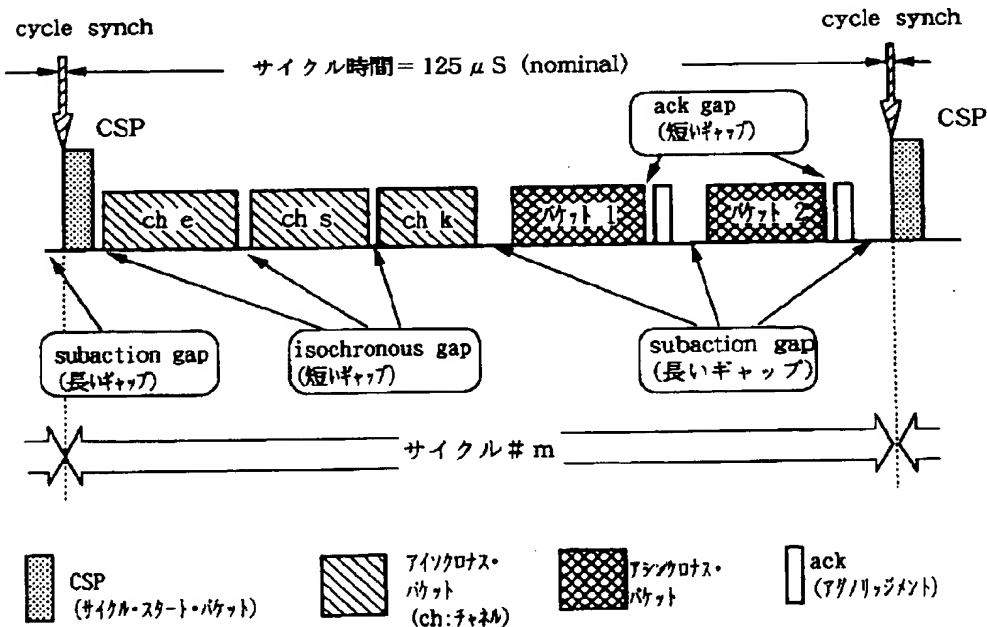 cycle synch
cycle synch
サイクル時間＝125μS (nominal)
CSP
ack gap
(短いギャップ)
CSP
ch e
ch s
ch k
パケット 1
パケット 2
subaction gap
(長いギャップ)
isochronous gap
(短いギャップ)
subaction gap
(長いギャップ)
サイクル＃m
CSP
(サイクル・スタート・パケット)
アイソクロナス・
パケット
(ch:チャネル)
アシンクロナス・
パケット
ack
(アクノリッジメント)